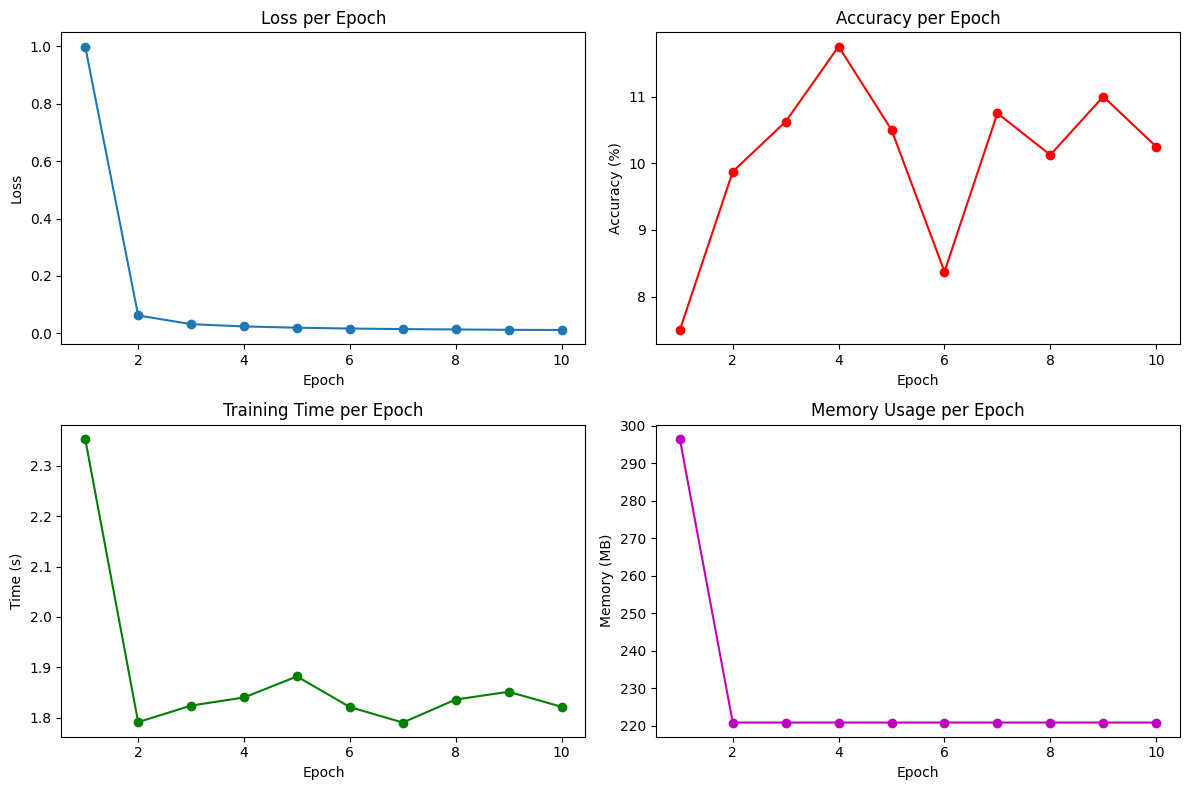 Loss per Epoch
1.0
0.8
0.6
0.4
0.2
0.0
Loss
2 4 6 8 10
Epoch
Accuracy per Epoch
11
10
9
8
Accuracy (%)
2 4 6 8 10
Epoch
Training Time per Epoch
2.3
2.2
2.1
2.0
1.9
1.8
Time (s)
2 4 6 8 10
Epoch
Memory Usage per Epoch
300
290
280
270
260
250
240
230
220
Memory (MB)
2 4 6 8 10
Epoch